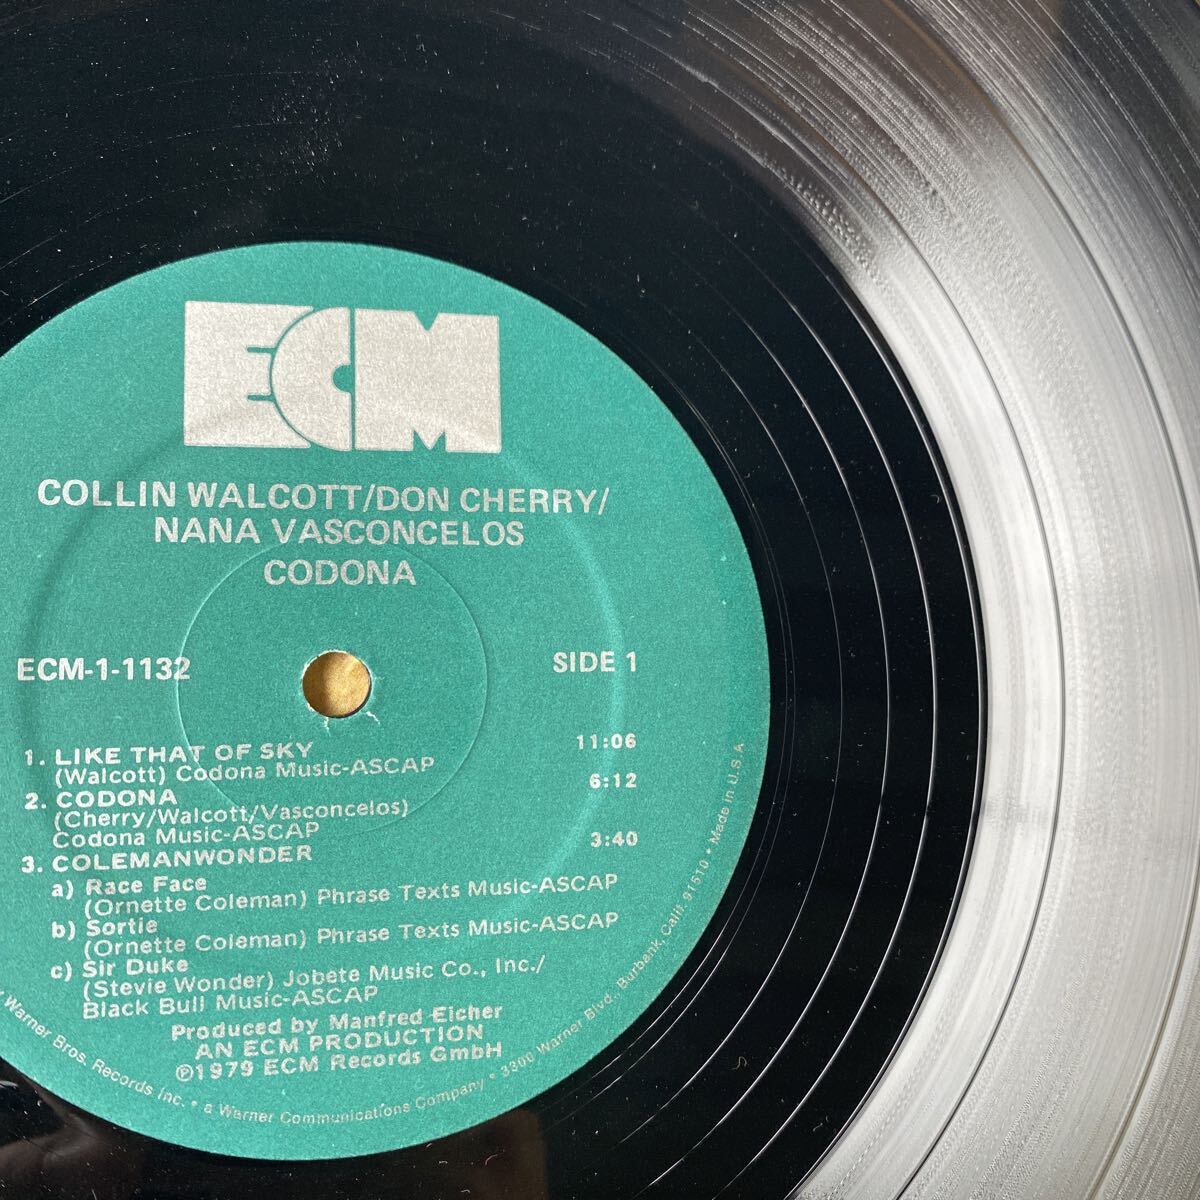 ECM
COLLIN WALCOTT/DON CHERRY/
NANA VASCONCELOS
CODONA
ECM-1-1132
SIDE 1
1. LIKE THAT OF SKY 11:06
(Walcott) Codona Music-ASCAP
2. CODONA 6:12
(Cherry/Walcott/Vasconcelos)
Codona Music-ASCAP
3. COLEMANWONDER 3:40
a) Race Face
(Ornette Coleman) Phrase Texts Music-ASCAP
b) Sortie
(Ornette Coleman) Phrase Texts Music-ASCAP
c) Sir Duke
(Stevie Wonder) Jobete Music Co., Inc./
Black Bull Music-ASCAP
Produced by Manfred Eicher
AN ECM PRODUCTION
℗1979 ECM Records GmbH
Warner Bros. Records Inc. • a Warner Communications Company • 3300 Warner Blvd., Burbank, Calif. 91510 • Made in U.S.A